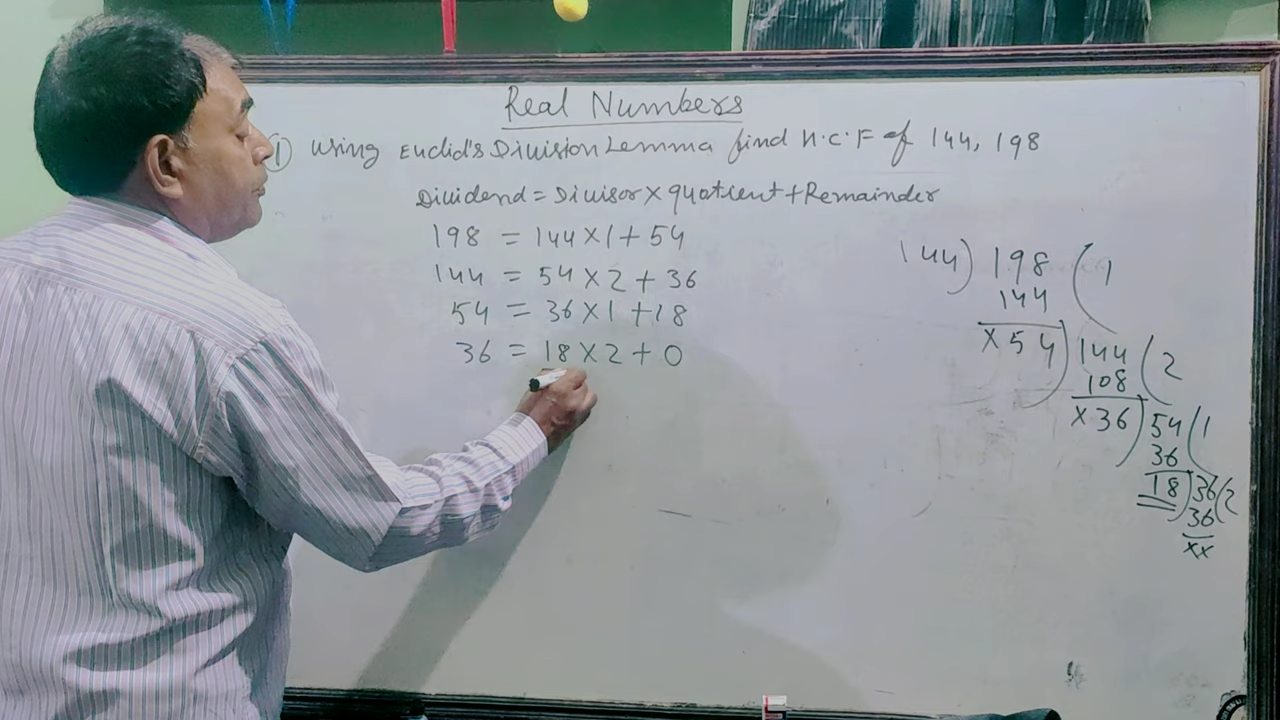 Real Numbers
① Using Euclid's Division Lemma find H.C.F of 144, 198
Dividend = Divisor × quotient + Remainder
198 = 144 × 1 + 54
144 = 54 × 2 + 36
54 = 36 × 1 + 18
36 = 18 × 2 + 0
144) 198 ( 1
144
× 54 ) 144 ( 2
108
× 36 ) 54 ( 1
36
18 ) 36 ( 2
36
××